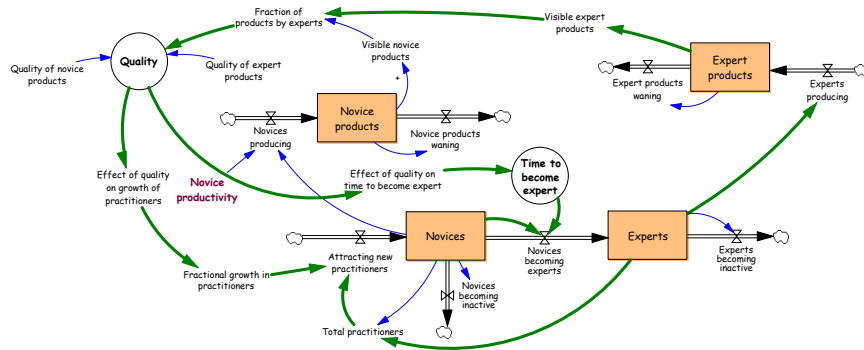 Fraction of
products by experts
Visible expert
products
Quality
Visible novice
products
Quality of novice
products
Quality of expert
products
Expert
products
Expert products
waning
Experts
producing
+
Novice
products
Novices
producing
Novice products
waning
Effect of quality
on growth of
practitioners
Novice
productivity
Effect of quality on
time to become expert
Time to
become
expert
Novices
Experts
Attracting new
practitioners
Novices
becoming
experts
Experts
becoming
inactive
Fractional growth in
practitioners
Novices
becoming
inactive
Total practitioners